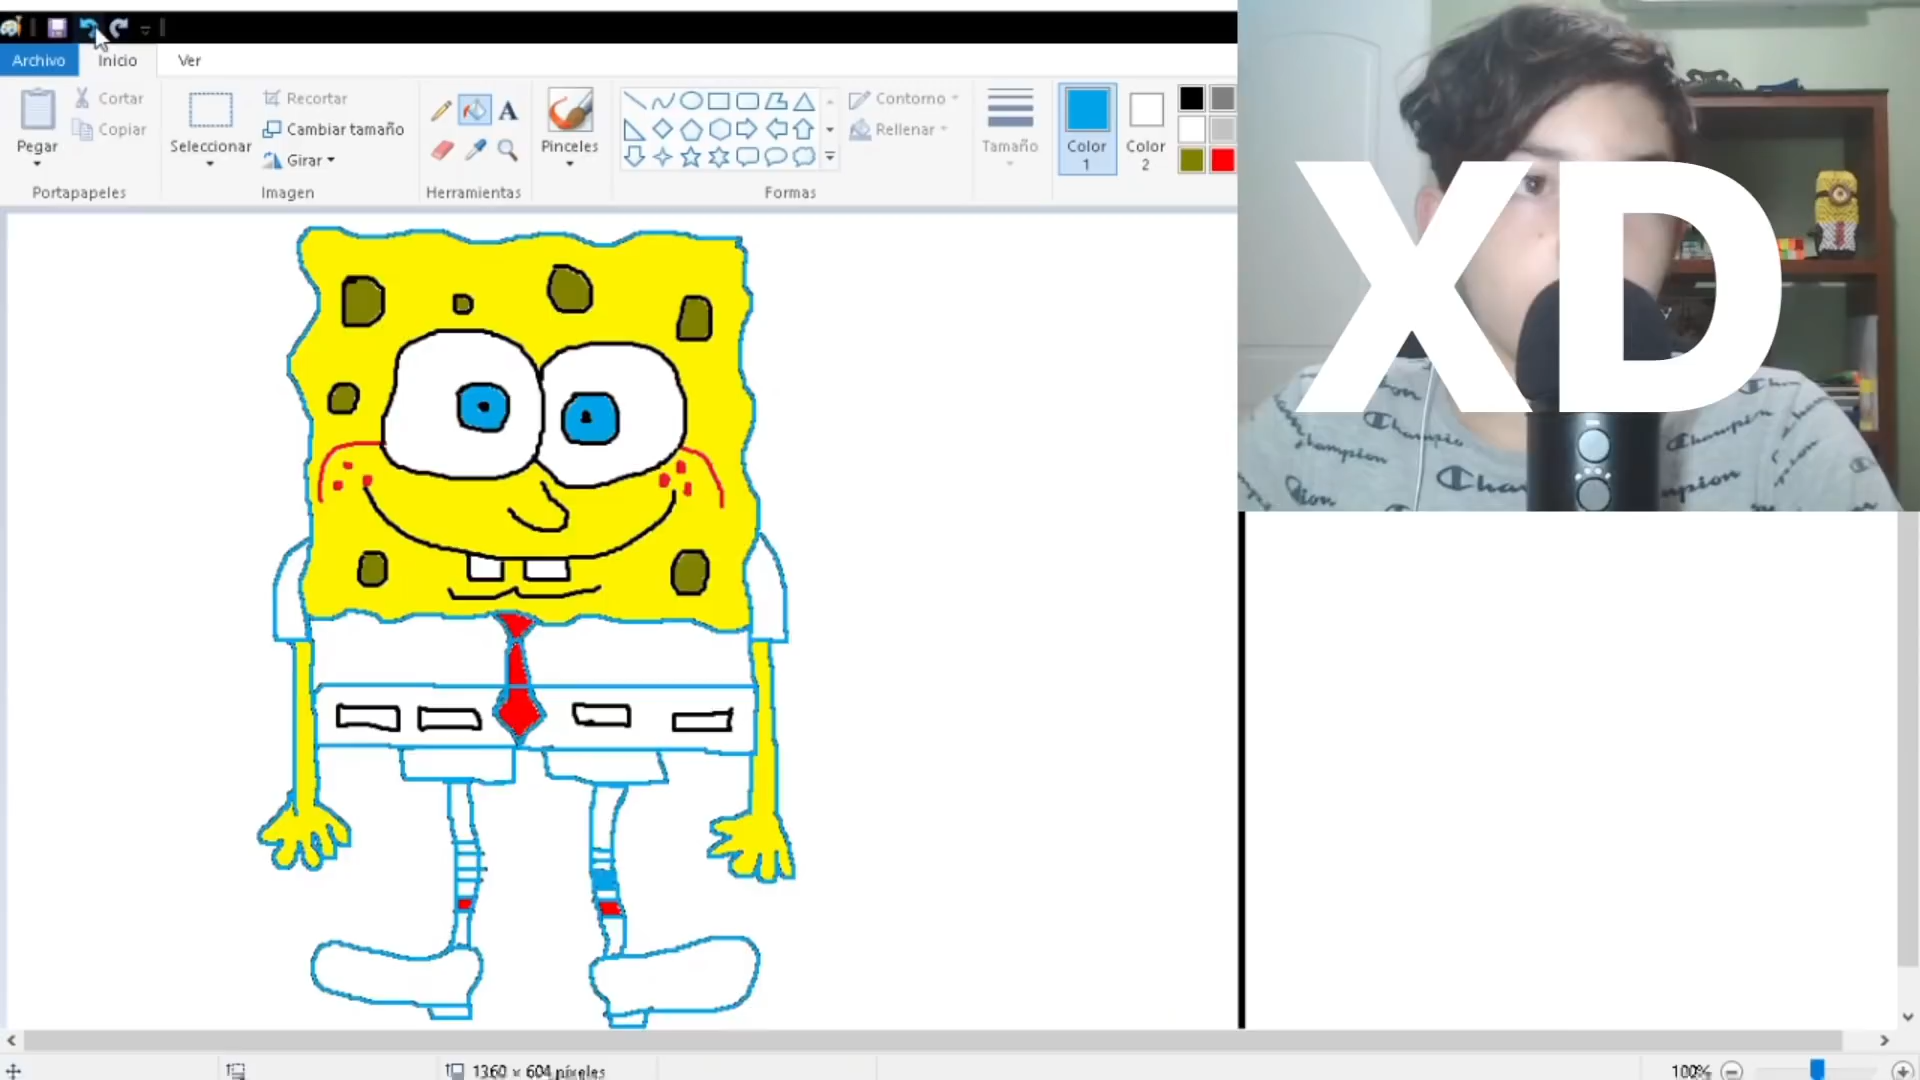 Archivo Inicio Ver
Pegar
Cortar
Copiar
Portapapeles
Seleccionar
Recortar
Cambiar tamaño
Girar
Imagen
A
Herramientas
Pinceles
Formas
Contorno
Rellenar
Tamaño
Color
1
Color
2
XD
Champion
1360 × 604 píxeles
100%